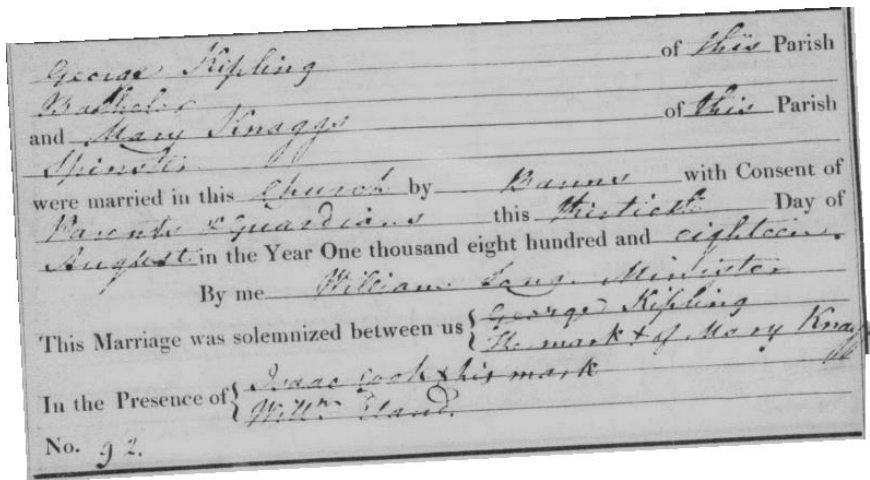 George Kipling of this Parish
Bachelor
and Mary Knaggs of this Parish
Spinster
were married in this Church by Banns with Consent of
Parents & Guardians this thirtieth Day of
August in the Year One thousand eight hundred and eighteen.
By me William Minister
This Marriage was solemnized between us { George Kipling
The mark + of Mary Knaggs
In the Presence of { Isaac Cook + his mark
Willm Eland.
No. 92.